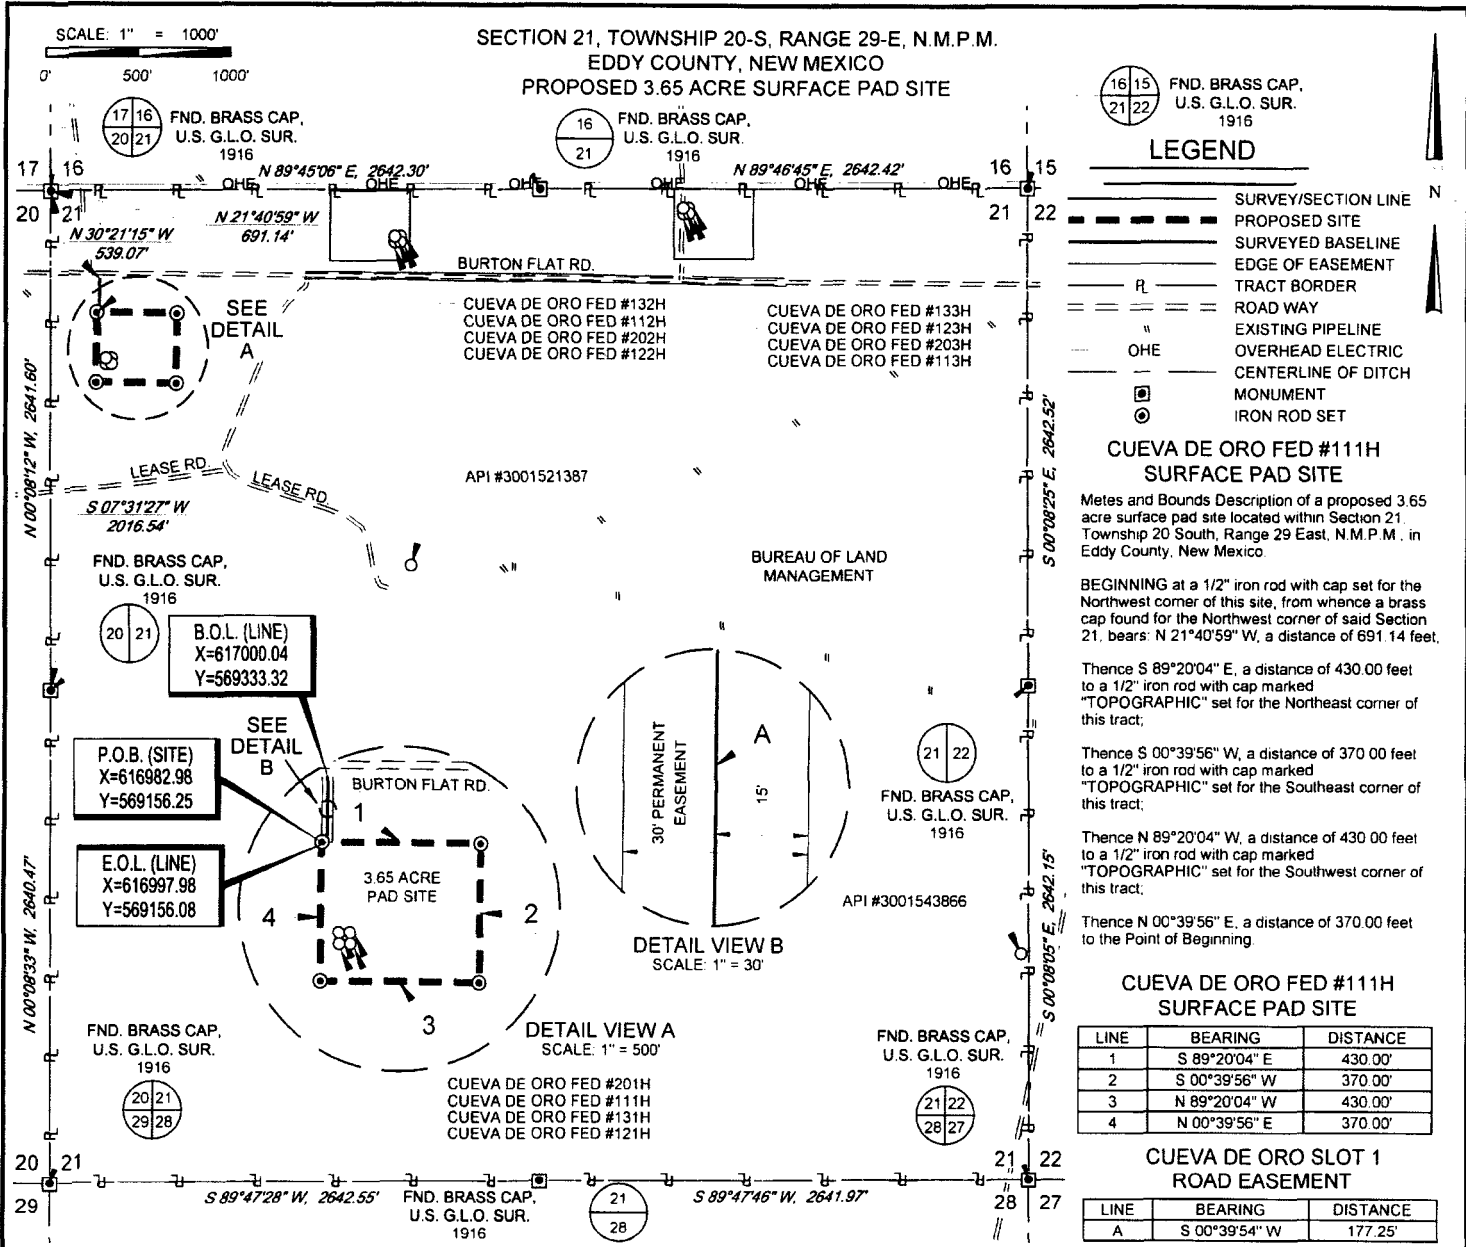 SCALE: 1" = 1000'
0' 500' 1000'
SECTION 21, TOWNSHIP 20-S, RANGE 29-E, N.M.P.M.
EDDY COUNTY, NEW MEXICO
PROPOSED 3.65 ACRE SURFACE PAD SITE
17 16
20 21
FND. BRASS CAP,
U.S. G.L.O. SUR.
1916
16
21
FND. BRASS CAP,
U.S. G.L.O. SUR.
1916
16 15
21 22
FND. BRASS CAP,
U.S. G.L.O. SUR.
1916
17 16
N 89°45'06" E, 2642.30'
N 89°46'45" E, 2642.42'
16 15
OHE OHE OHE OHE OHE OHE
20 21
21 22
N 30°21'15" W
539.07'
N 21°40'59" W
691.14'
BURTON FLAT RD.
SEE
DETAIL
A
CUEVA DE ORO FED #132H
CUEVA DE ORO FED #112H
CUEVA DE ORO FED #202H
CUEVA DE ORO FED #122H
CUEVA DE ORO FED #133H
CUEVA DE ORO FED #123H
CUEVA DE ORO FED #203H
CUEVA DE ORO FED #113H
N 00°08'12" W, 2641.60'
S 00°08'25" E, 2642.52'
LEASE RD.
LEASE RD.
S 07°31'27" W
2016.54'
API #3001521387
BUREAU OF LAND
MANAGEMENT
FND. BRASS CAP,
U.S. G.L.O. SUR.
1916
20 21
B.O.L. (LINE)
X=617000.04
Y=569333.32
SEE
DETAIL
B
P.O.B. (SITE)
X=616982.98
Y=569156.25
E.O.L. (LINE)
X=616997.98
Y=569156.08
BURTON FLAT RD.
1
3.65 ACRE
PAD SITE
4
2
3
DETAIL VIEW A
SCALE: 1" = 500'
CUEVA DE ORO FED #201H
CUEVA DE ORO FED #111H
CUEVA DE ORO FED #131H
CUEVA DE ORO FED #121H
30' PERMANENT
EASEMENT
A
15'
DETAIL VIEW B
SCALE: 1" = 30'
21 22
FND. BRASS CAP,
U.S. G.L.O. SUR.
1916
API #3001543866
N 00°08'33" W, 2640.47'
S 00°08'05" E, 2642.15'
FND. BRASS CAP,
U.S. G.L.O. SUR.
1916
20 21
29 28
FND. BRASS CAP,
U.S. G.L.O. SUR.
1916
21 22
28 27
20 21
29
S 89°47'28" W, 2642.55'
FND. BRASS CAP,
U.S. G.L.O. SUR.
1916
21
28
S 89°47'46" W, 2641.97'
21 22
28 27
LEGEND
N
SURVEY/SECTION LINE
PROPOSED SITE
SURVEYED BASELINE
EDGE OF EASEMENT
PL TRACT BORDER
ROAD WAY
EXISTING PIPELINE
OHE OVERHEAD ELECTRIC
CENTERLINE OF DITCH
MONUMENT
IRON ROD SET
CUEVA DE ORO FED #111H
SURFACE PAD SITE
Metes and Bounds Description of a proposed 3.65
acre surface pad site located within Section 21
Township 20 South, Range 29 East, N.M.P.M., in
Eddy County, New Mexico.
BEGINNING at a 1/2" iron rod with cap set for the
Northwest corner of this site, from whence a brass
cap found for the Northwest corner of said Section
21, bears: N 21°40'59" W, a distance of 691.14 feet,
Thence S 89°20'04" E, a distance of 430.00 feet
to a 1/2" iron rod with cap marked
"TOPOGRAPHIC" set for the Northeast corner of
this tract;
Thence S 00°39'56" W, a distance of 370 00 feet
to a 1/2" iron rod with cap marked
"TOPOGRAPHIC" set for the Southeast corner of
this tract;
Thence N 89°20'04" W, a distance of 430 00 feet
to a 1/2" iron rod with cap marked
"TOPOGRAPHIC" set for the Southwest corner of
this tract;
Thence N 00°39'56" E, a distance of 370.00 feet
to the Point of Beginning.
CUEVA DE ORO FED #111H
SURFACE PAD SITE
LINE BEARING DISTANCE
1 S 89°20'04" E 430.00'
2 S 00°39'56" W 370.00'
3 N 89°20'04" W 430.00'
4 N 00°39'56" E 370.00'
CUEVA DE ORO SLOT 1
ROAD EASEMENT
LINE BEARING DISTANCE
A S 00°39'54" W 177.25'